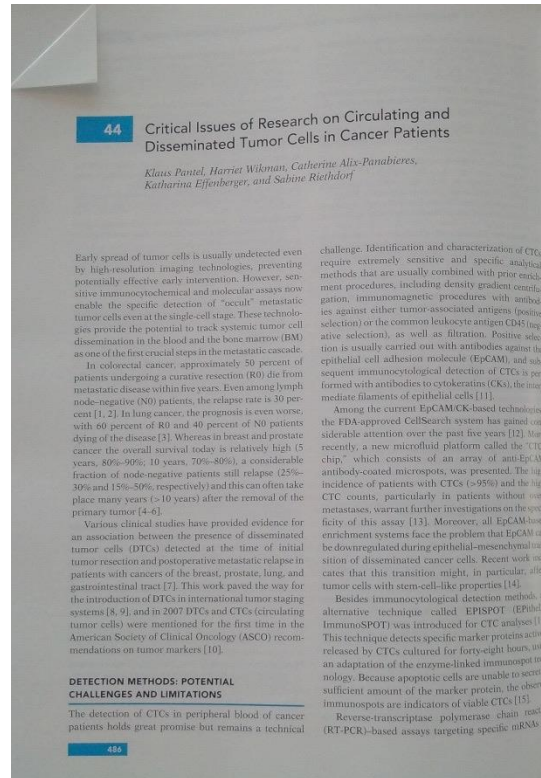 44
Critical Issues of Research on Circulating and
Disseminated Tumor Cells in Cancer Patients
Klaus Pantel, Harriet Wikman, Catherine Alix-Panabieres,
Katharina Effenberger, and Sabine Riethdorf
Early spread of tumor cells is usually undetected even
by high-resolution imaging technologies, preventing
potentially effective early intervention. However, sen-
sitive immunocytochemical and molecular assays now
enable the specific detection of "occult" metastatic
tumor cells even at the single-cell stage. These technolo-
gies provide the potential to track systemic tumor cell
dissemination in the blood and the bone marrow (BM)
as one of the first crucial steps in the metastatic cascade.
In colorectal cancer, approximately 50 percent of
patients undergoing a curative resection (R0) die from
metastatic disease within five years. Even among lymph
node–negative (N0) patients, the relapse rate is 30 per-
cent [1, 2]. In lung cancer, the prognosis is even worse,
with 60 percent of R0 and 40 percent of N0 patients
dying of the disease [3]. Whereas in breast and prostate
cancer the overall survival today is relatively high (5
years, 80%–90%; 10 years, 70%–80%), a considerable
fraction of node-negative patients still relapse (25%–
30% and 15%–50%, respectively) and this can often take
place many years (>10 years) after the removal of the
primary tumor [4–6].
Various clinical studies have provided evidence for
an association between the presence of disseminated
tumor cells (DTCs) detected at the time of initial
tumor resection and postoperative metastatic relapse in
patients with cancers of the breast, prostate, lung, and
gastrointestinal tract [7]. This work paved the way for
the introduction of DTCs in international tumor staging
systems [8, 9], and in 2007 DTCs and CTCs (circulating
tumor cells) were mentioned for the first time in the
American Society of Clinical Oncology (ASCO) recom-
mendations on tumor markers [10].
DETECTION METHODS: POTENTIAL
CHALLENGES AND LIMITATIONS
The detection of CTCs in peripheral blood of cancer
patients holds great promise but remains a technical
486
challenge. Identification and characterization of CTCs
require extremely sensitive and specific analytical
methods that are usually combined with prior enrich-
ment procedures, including density gradient centrifu-
gation, immunomagnetic procedures with antibod-
ies against either tumor-associated antigens (positive
selection) or the common leukocyte antigen CD45 (neg-
ative selection), as well as filtration. Positive selec-
tion is usually carried out with antibodies against the
epithelial cell adhesion molecule (EpCAM), and sub-
sequent immunocytological detection of CTCs is per-
formed with antibodies to cytokeratins (CKs), the inter-
mediate filaments of epithelial cells [11].
Among the current EpCAM/CK-based technologies
the FDA-approved CellSearch system has gained con-
siderable attention over the past five years [12]. More
recently, a new microfluid platform called the "CTC
chip," which consists of an array of anti-EpCAM
antibody-coated microspots, was presented. The high
incidence of patients with CTCs (>95%) and the high
CTC counts, particularly in patients without
metastases, warrant further investigations on the
ficity of this assay [13]. Moreover, all EpCAM-based
enrichment systems face the problem that EpCAM
be downregulated during epithelial–mesenchymal
sition of disseminated cancer cells. Recent work
cates that this transition might, in particular,
tumor cells with stem-cell-like properties [14].
Besides immunocytological detection methods,
alternative technique called EPISPOT
ImmunoSPOT) was introduced for CTC analyses
This technique detects specific marker proteins
released by CTCs cultured for forty-eight hours,
an adaptation of the enzyme-linked immunospot
nology. Because apoptotic cells are unable to
sufficient amount of the marker protein, the
immunospots are indicators of viable CTCs [15].
Reverse-transcriptase polymerase chain
(RT-PCR)–based assays targeting specific mRNAs